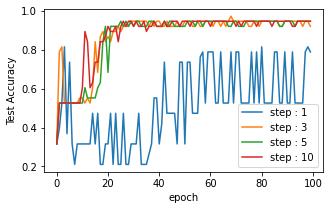 1.0
0.8
0.6
0.4
0.2
Test Accuracy
0 20 40 60 80 100
epoch
step : 1
step : 3
step : 5
step : 10